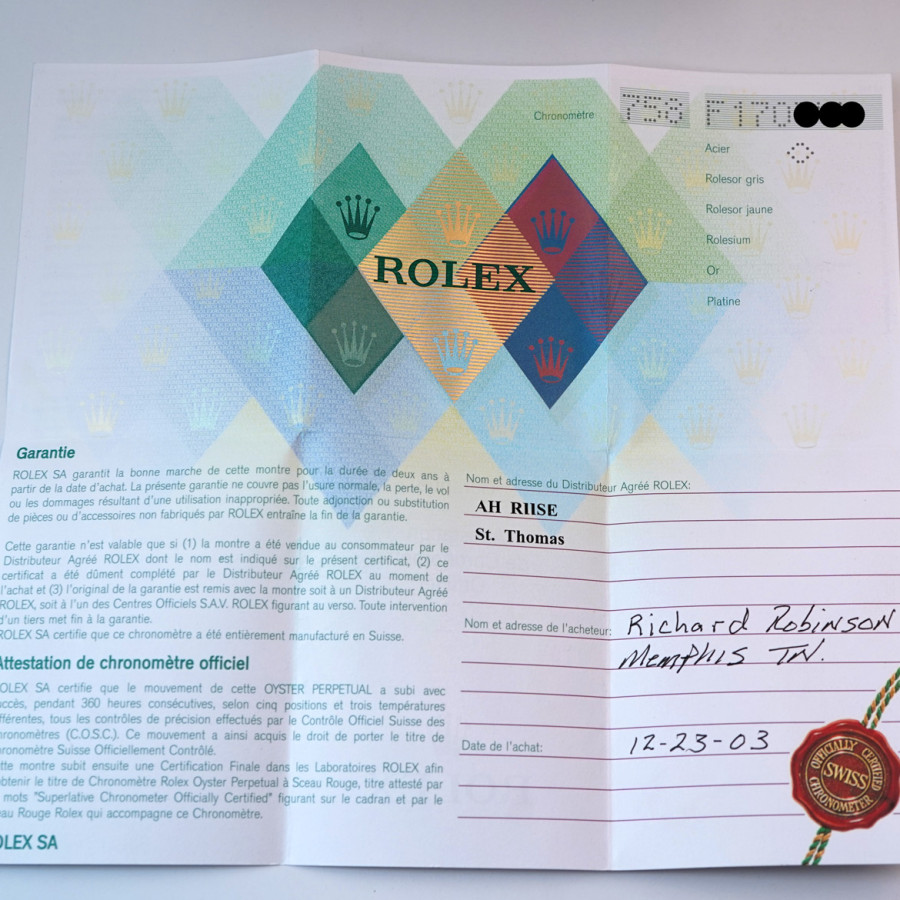 Chronomètre
758 F170
Acier
Rolesor gris
Rolesor jaune
Rolesium
Or
Platine
ROLEX
Garantie
ROLEX SA garantit la bonne marche de cette montre pour la durée de deux ans à
partir de la date d'achat. La présente garantie ne couvre pas l'usure normale, la perte, le vol
ou les dommages résultant d'une utilisation inappropriée. Toute adjonction ou substitution
de pièces ou d'accessoires non fabriqués par ROLEX entraîne la fin de la garantie.
Cette garantie n'est valable que si (1) la montre a été vendue au consommateur par le
Distributeur Agréé ROLEX dont le nom est indiqué sur le présent certificat, (2) ce
certificat a été dûment complété par le Distributeur Agréé ROLEX au moment de
l'achat et (3) l'original de la garantie est remis avec la montre soit à un Distributeur Agréé
ROLEX, soit à l'un des Centres Officiels S.A.V. ROLEX figurant au verso. Toute intervention
d'un tiers met fin à la garantie.
ROLEX SA certifie que ce chronomètre a été entièrement manufacturé en Suisse.
Attestation de chronomètre officiel
OLEX SA certifie que le mouvement de cette OYSTER PERPETUAL a subi avec
ccès, pendant 360 heures consécutives, selon cinq positions et trois températures
fférentes, tous les contrôles de précision effectués par le Contrôle Officiel Suisse des
ronomètres (C.O.S.C.). Ce mouvement a ainsi acquis le droit de porter le titre de
ronomètre Suisse Officiellement Contrôlé.
tte montre subit ensuite une Certification Finale dans les Laboratoires ROLEX afin
btenir le titre de Chronomètre Rolex Oyster Perpetual à Sceau Rouge, titre attesté par
mots "Superlative Chronometer Officially Certified" figurant sur le cadran et par le
eau Rouge Rolex qui accompagne ce Chronomètre.
OLEX SA
Nom et adresse du Distributeur Agréé ROLEX:
AH RIISE
St. Thomas
Nom et adresse de l'acheteur: Richard Robinson
Memphis TN.
Date de l'achat: 12-23-03
OFFICIALLY CERTIFIED
SWISS
CHRONOMETER